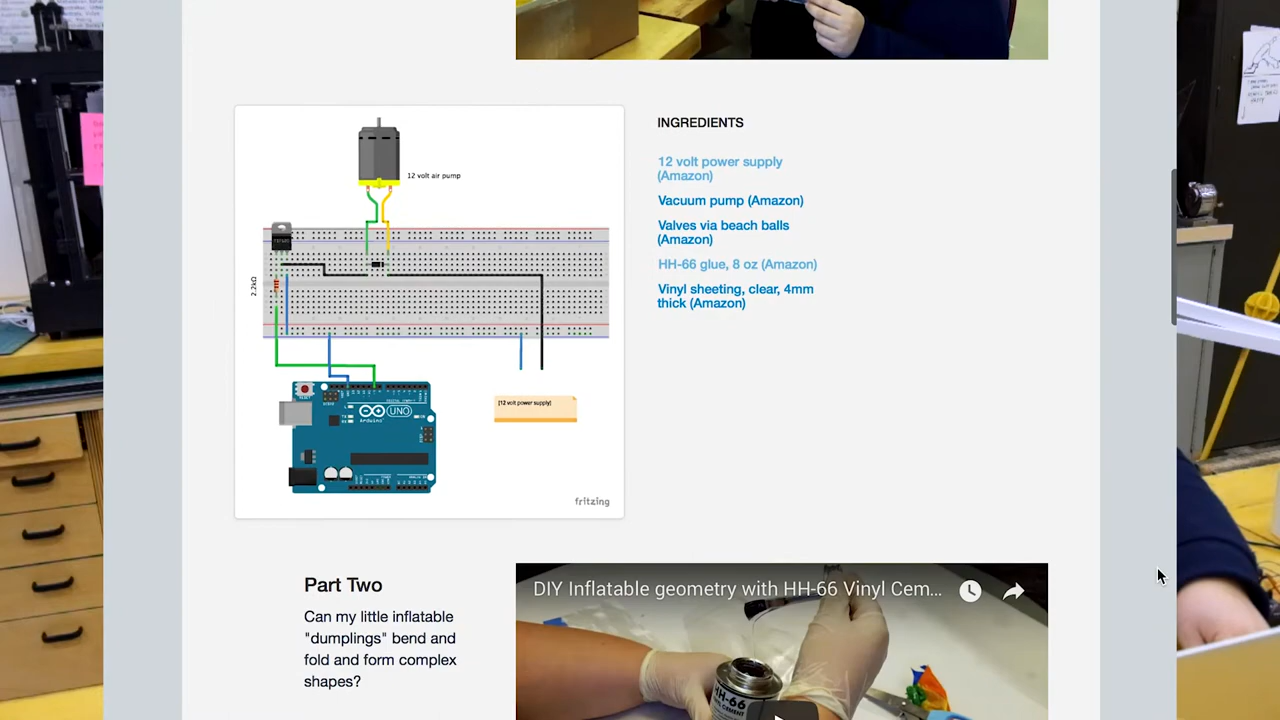 INGREDIENTS
12 volt power supply
(Amazon)
Vacuum pump (Amazon)
Valves via beach balls
(Amazon)
HH-66 glue, 8 oz (Amazon)
Vinyl sheeting, clear, 4mm
thick (Amazon)
12 volt air pump
2.2kΩ
UNO
Arduino
[12 volt power supply]
fritzing
Part Two
Can my little inflatable
"dumplings" bend and
fold and form complex
shapes?
DIY Inflatable geometry with HH-66 Vinyl Cem...
HH-66